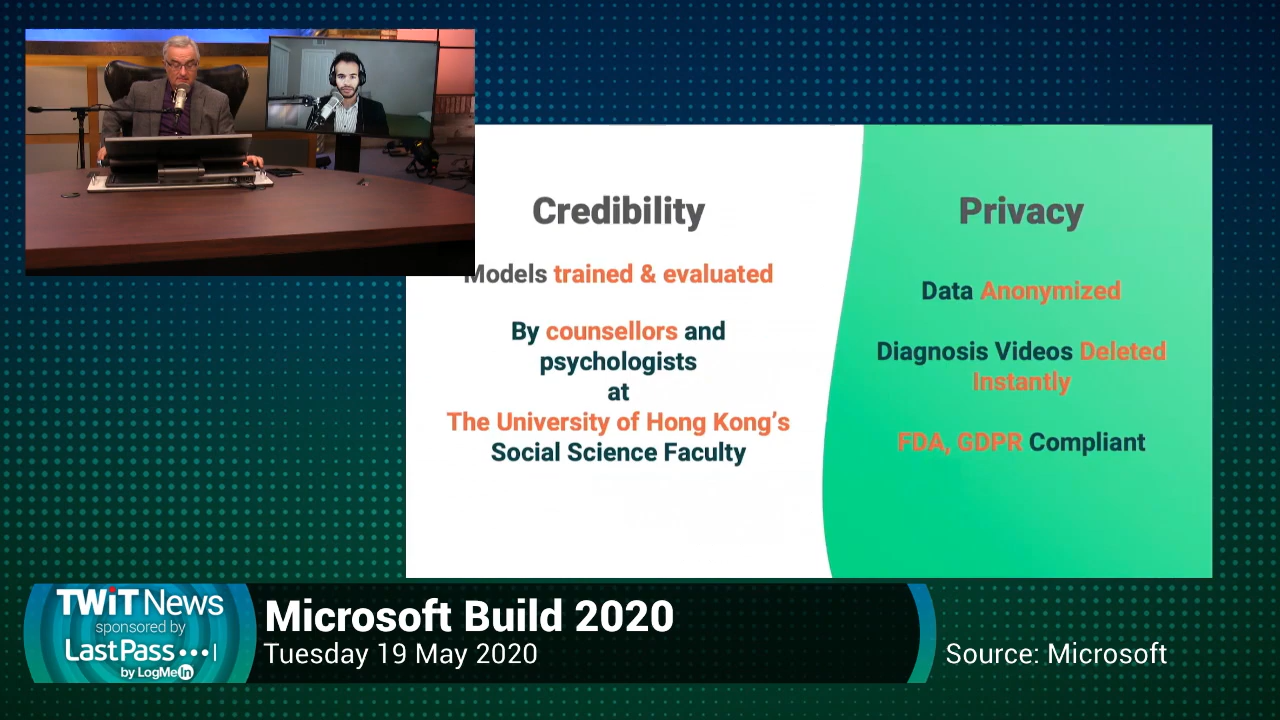 Credibility
Models trained & evaluated
By counsellors and
psychologists
at
The University of Hong Kong's
Social Science Faculty
Privacy
Data Anonymized
Diagnosis Videos Deleted
Instantly
FDA, GDPR Compliant
TWiT News
sponsored by
LastPass •••|
by LogMeIn
Microsoft Build 2020
Tuesday 19 May 2020
Source: Microsoft